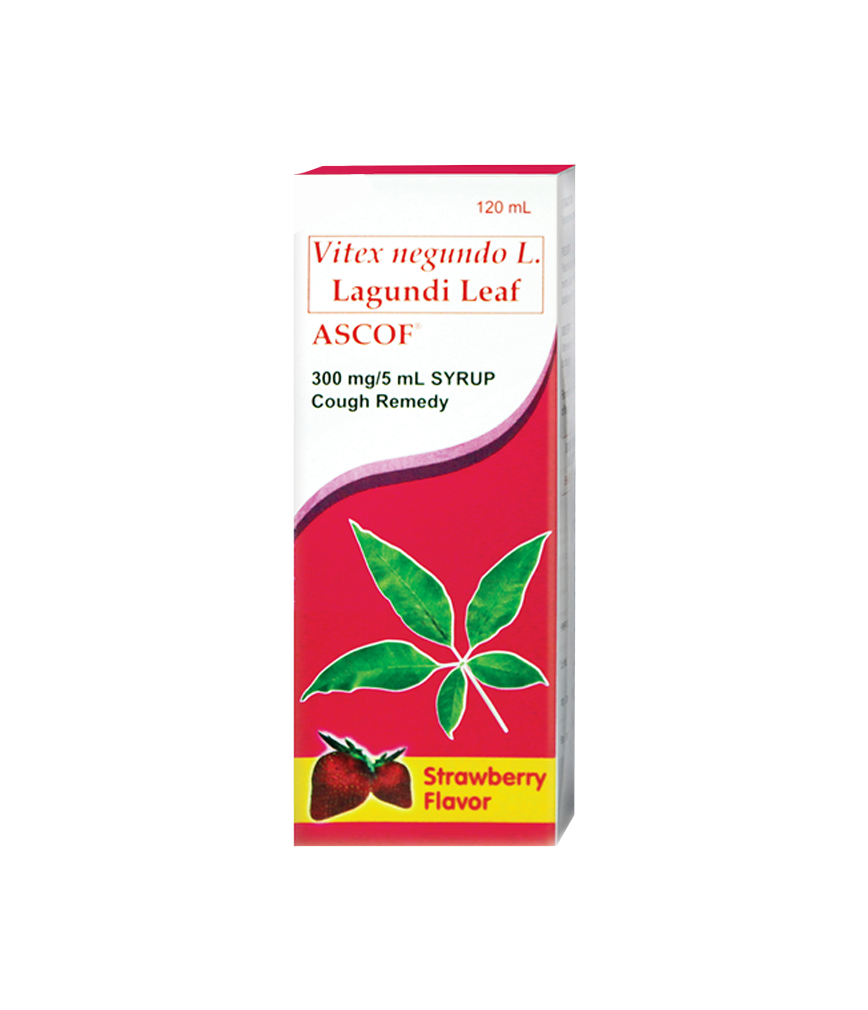 120 mL
Vitex negundo L.
Lagundi Leaf
ASCOF®
300 mg/5 mL SYRUP
Cough Remedy
Strawberry
Flavor